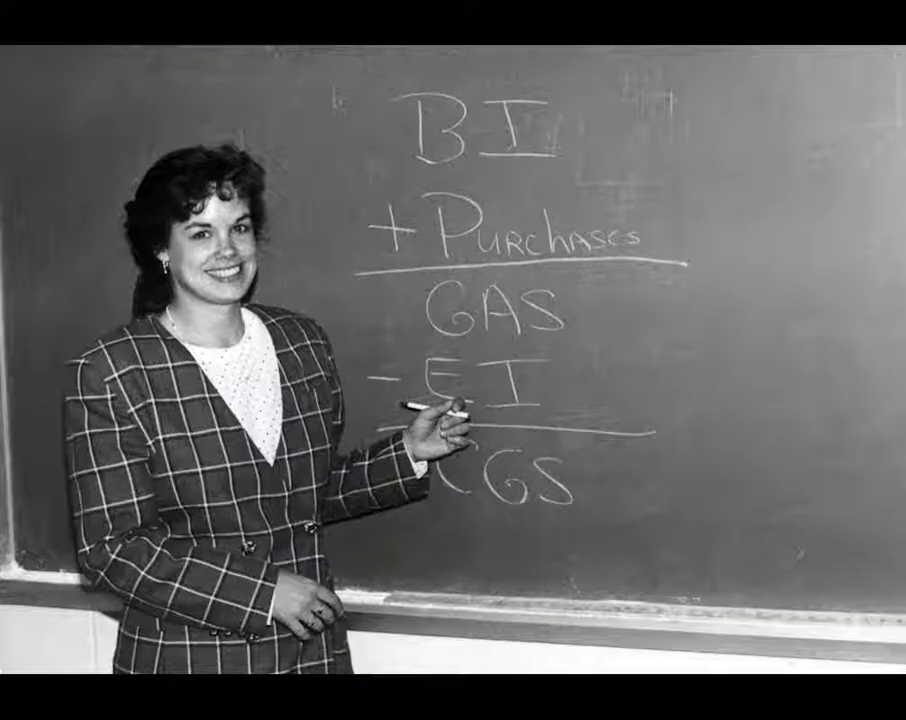 BI
+ Purchases
GAS
- EI
CGS